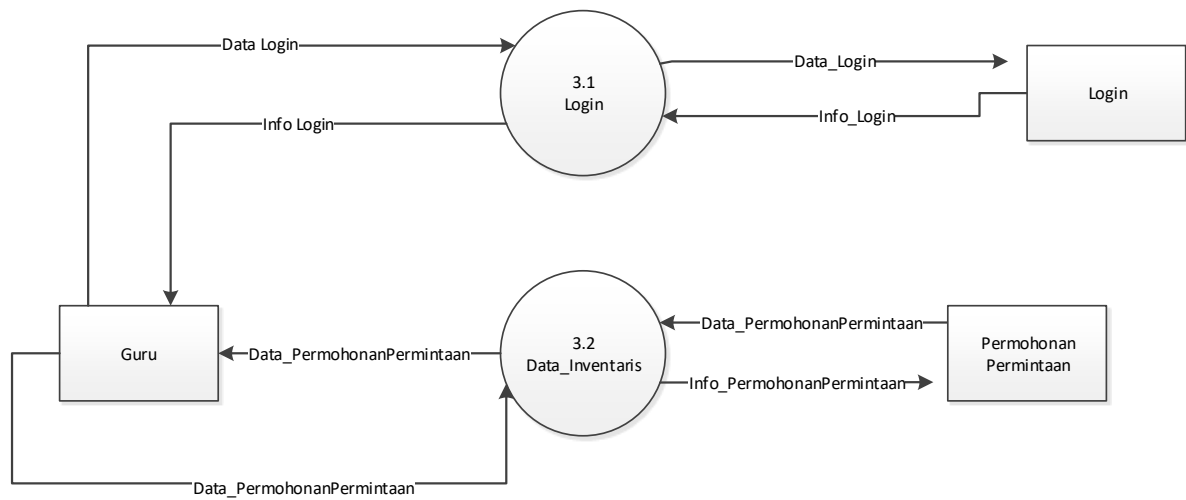 Data Login
3.1
Login
Data_Login
Info_Login
Login
Info Login
Guru
Data_PermohonanPermintaan
3.2
Data_Inventaris
Data_PermohonanPermintaan
Info_PermohonanPermintaan
Permohonan
Permintaan
Data_PermohonanPermintaan